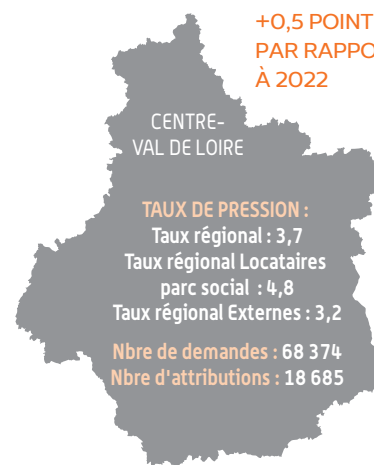 +0,5 POINT
PAR RAPPO
À 2022
CENTRE-
VAL DE LOIRE
TAUX DE PRESSION :
Taux régional : 3,7
Taux régional Locataires
parc social : 4,8
Taux régional Externes : 3,2
Nbre de demandes : 68 374
Nbre d'attributions : 18 685